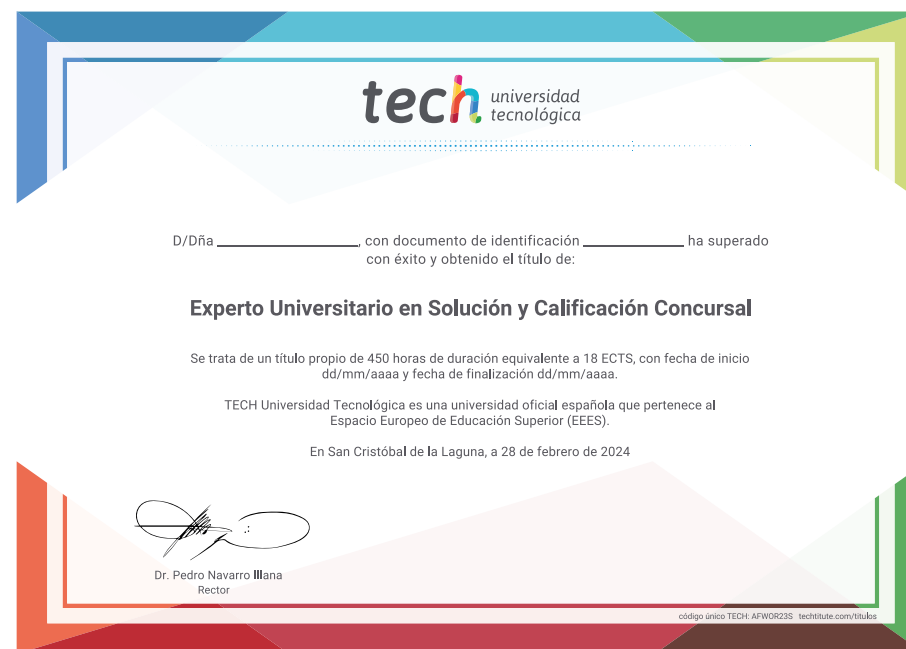 tech universidad
tecnológica
D/Dña ____________, con documento de identificación ____________ ha superado
con éxito y obtenido el título de:
Experto Universitario en Solución y Calificación Concursal
Se trata de un título propio de 450 horas de duración equivalente a 18 ECTS, con fecha de inicio
dd/mm/aaaa y fecha de finalización dd/mm/aaaa.
TECH Universidad Tecnológica es una universidad oficial española que pertenece al
Espacio Europeo de Educación Superior (EEES).
En San Cristóbal de la Laguna, a 28 de febrero de 2024
Dr. Pedro Navarro Illana
Rector
código único TECH: AFWOR23S techtitute.com/titulos